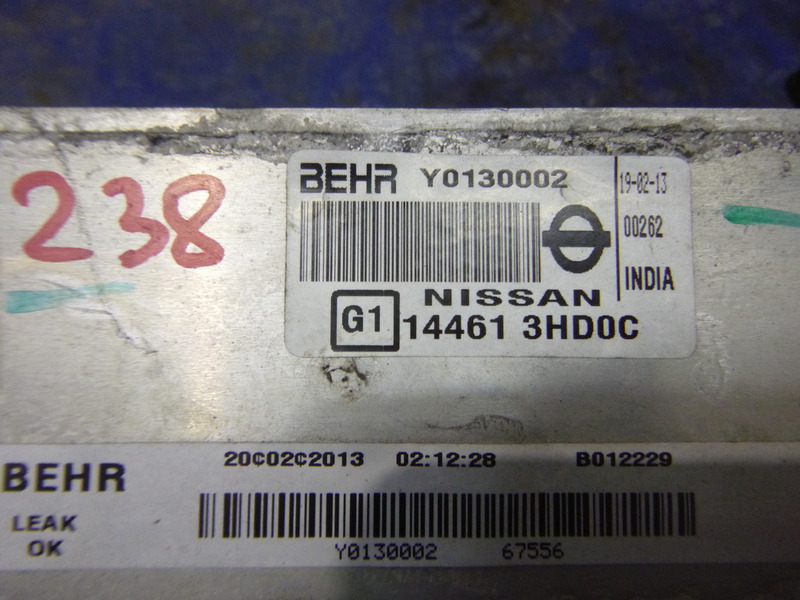 238
BEHR Y0130002
19-02-13
00262
INDIA
NISSAN
G1 14461 3HD0C
20¢02¢2013 02:12:28 B012229
BEHR
LEAK
OK
Y0130002 67556